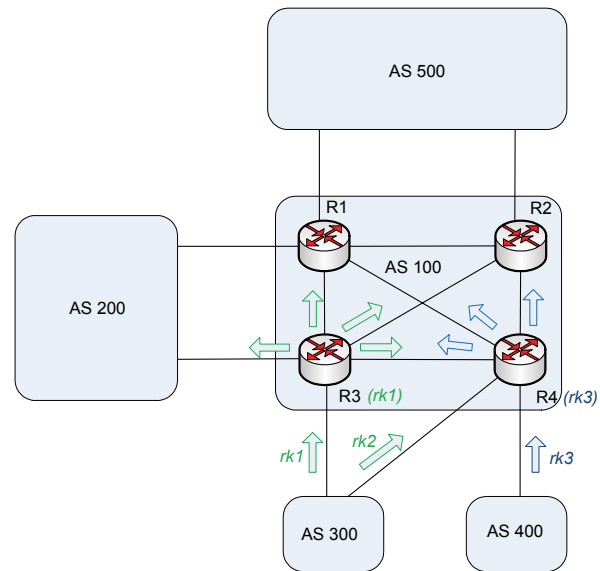 AS 500
R1
R2
AS 100
AS 200
R3 (rk1)
R4 (rk3)
rk1
rk2
rk3
AS 300
AS 400